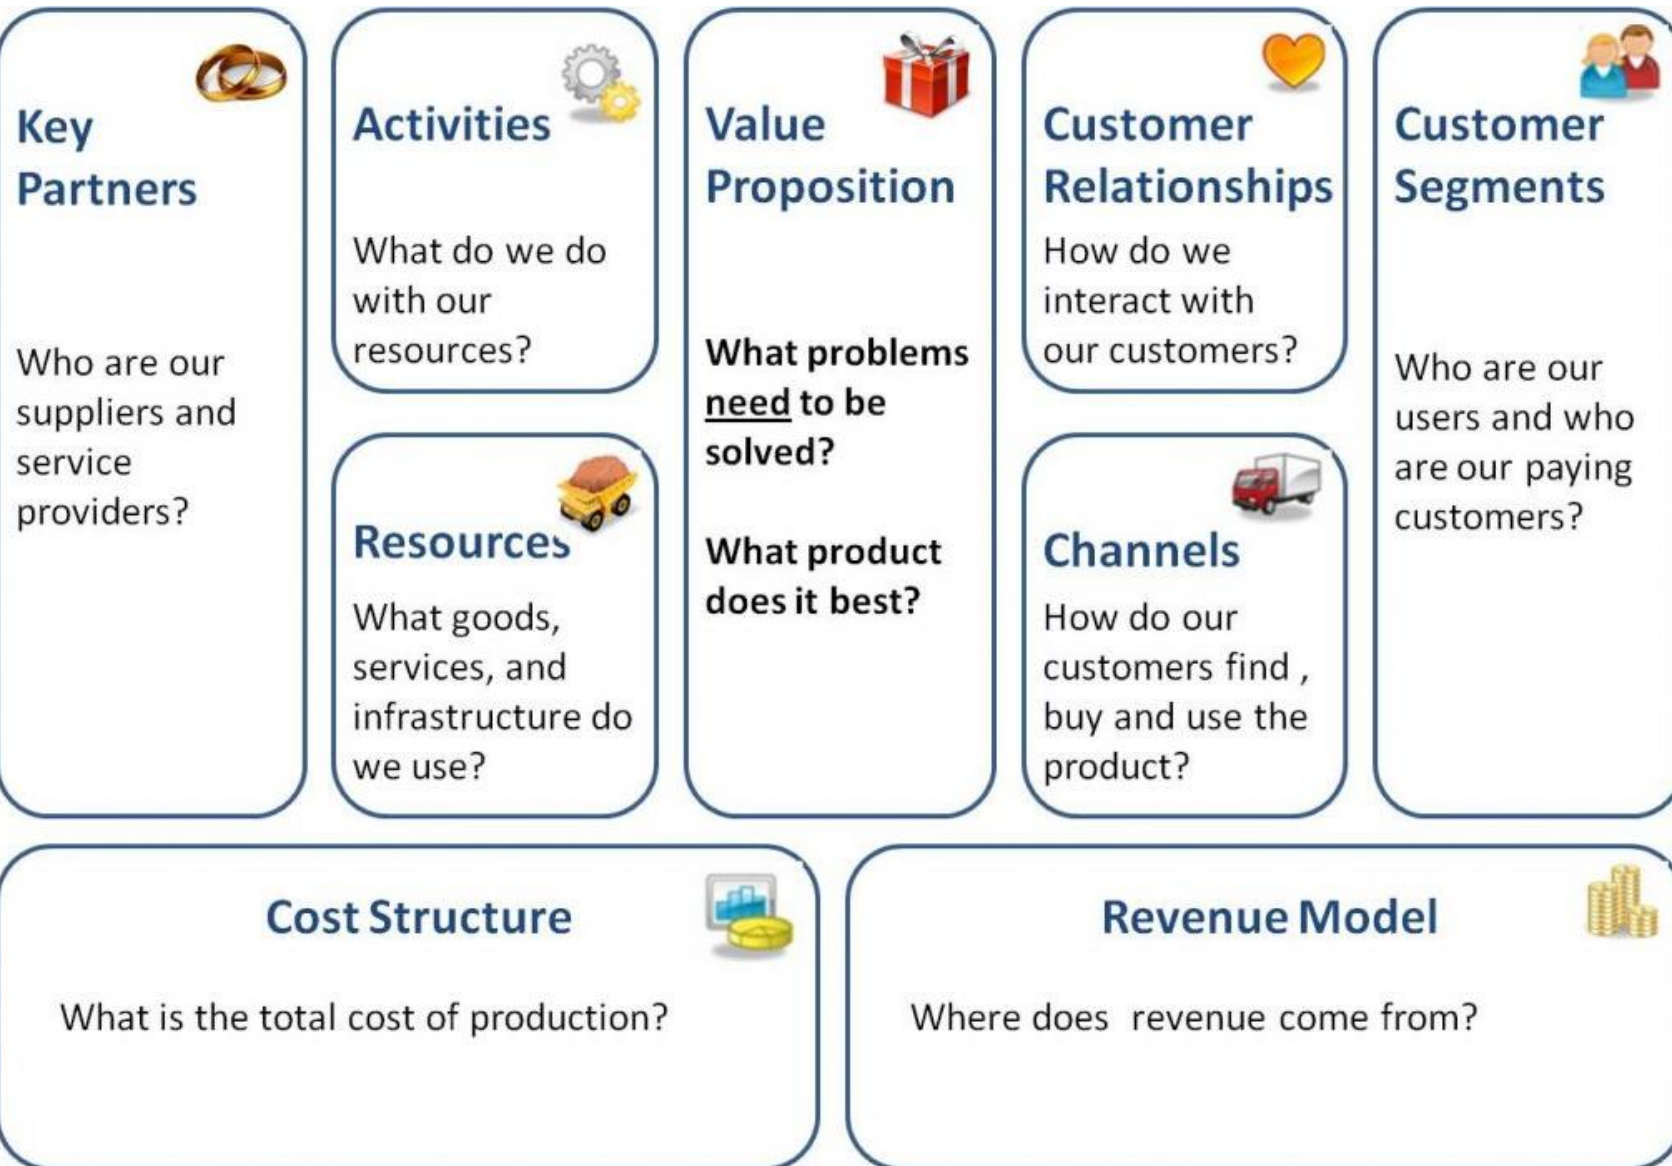 Key
Partners
Who are our
suppliers and
service
providers?
Activities
What do we do
with our
resources?
Resources
What goods,
services, and
infrastructure do
we use?
Value
Proposition
What problems
need to be
solved?
What product
does it best?
Customer
Relationships
How do we
interact with
our customers?
Channels
How do our
customers find ,
buy and use the
product?
Customer
Segments
Who are our
users and who
are our paying
customers?
Cost Structure
What is the total cost of production?
Revenue Model
Where does  revenue come from?